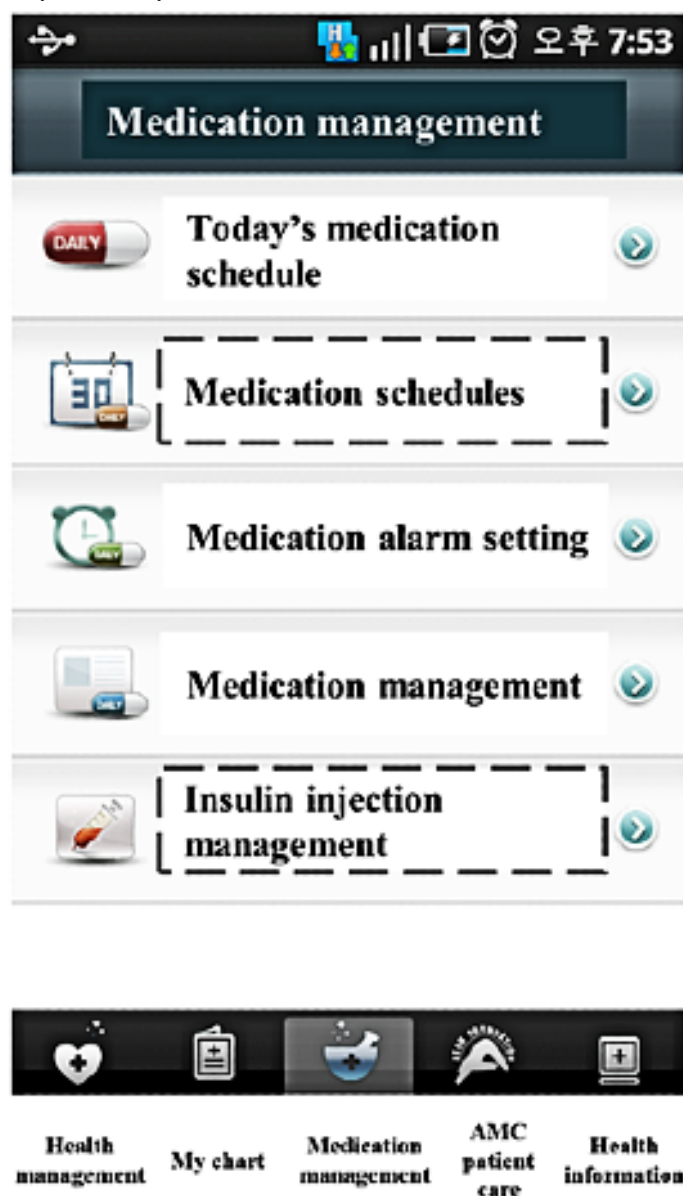 오후 7:53
Medication management
DAILY
Today's medication
schedule
30
DAILY
Medication schedules
DAILY
Medication alarm setting
DAILY
Medication management
Insulin injection
management
Health
management
My chart
Medication
management
AMC
patient
care
Health
information